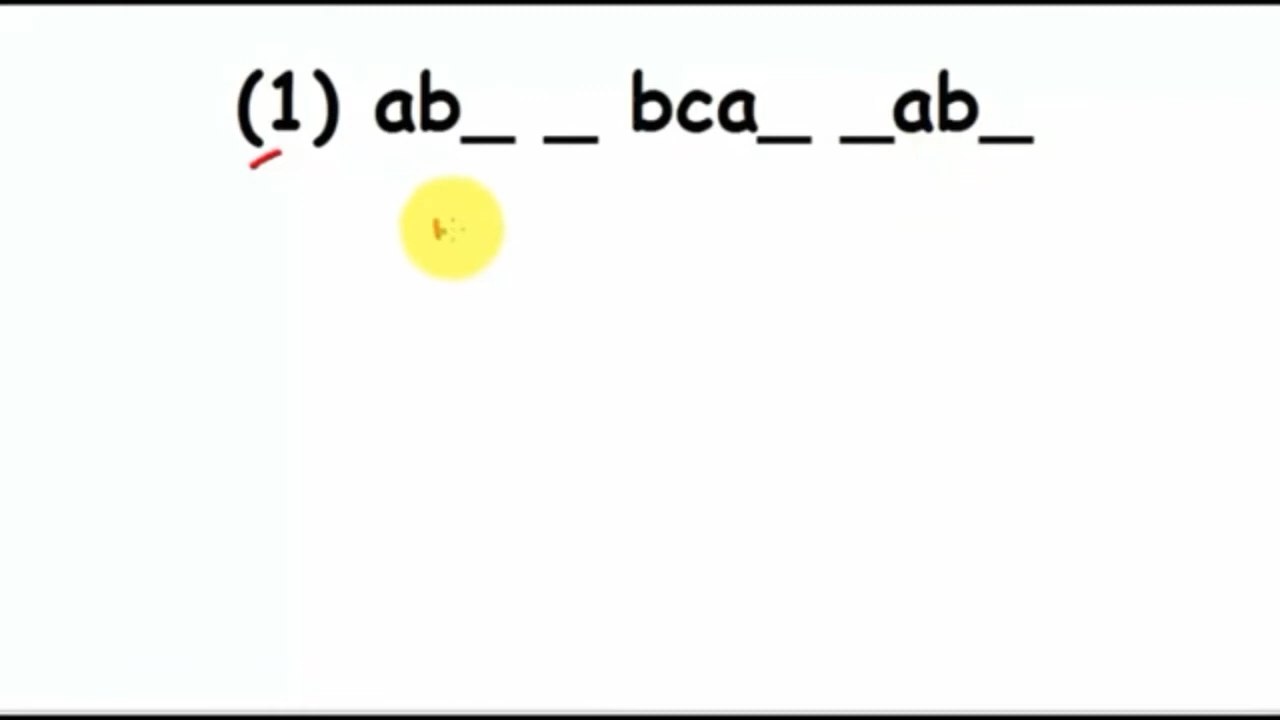 (1) ab_ _ bca_ _ab_